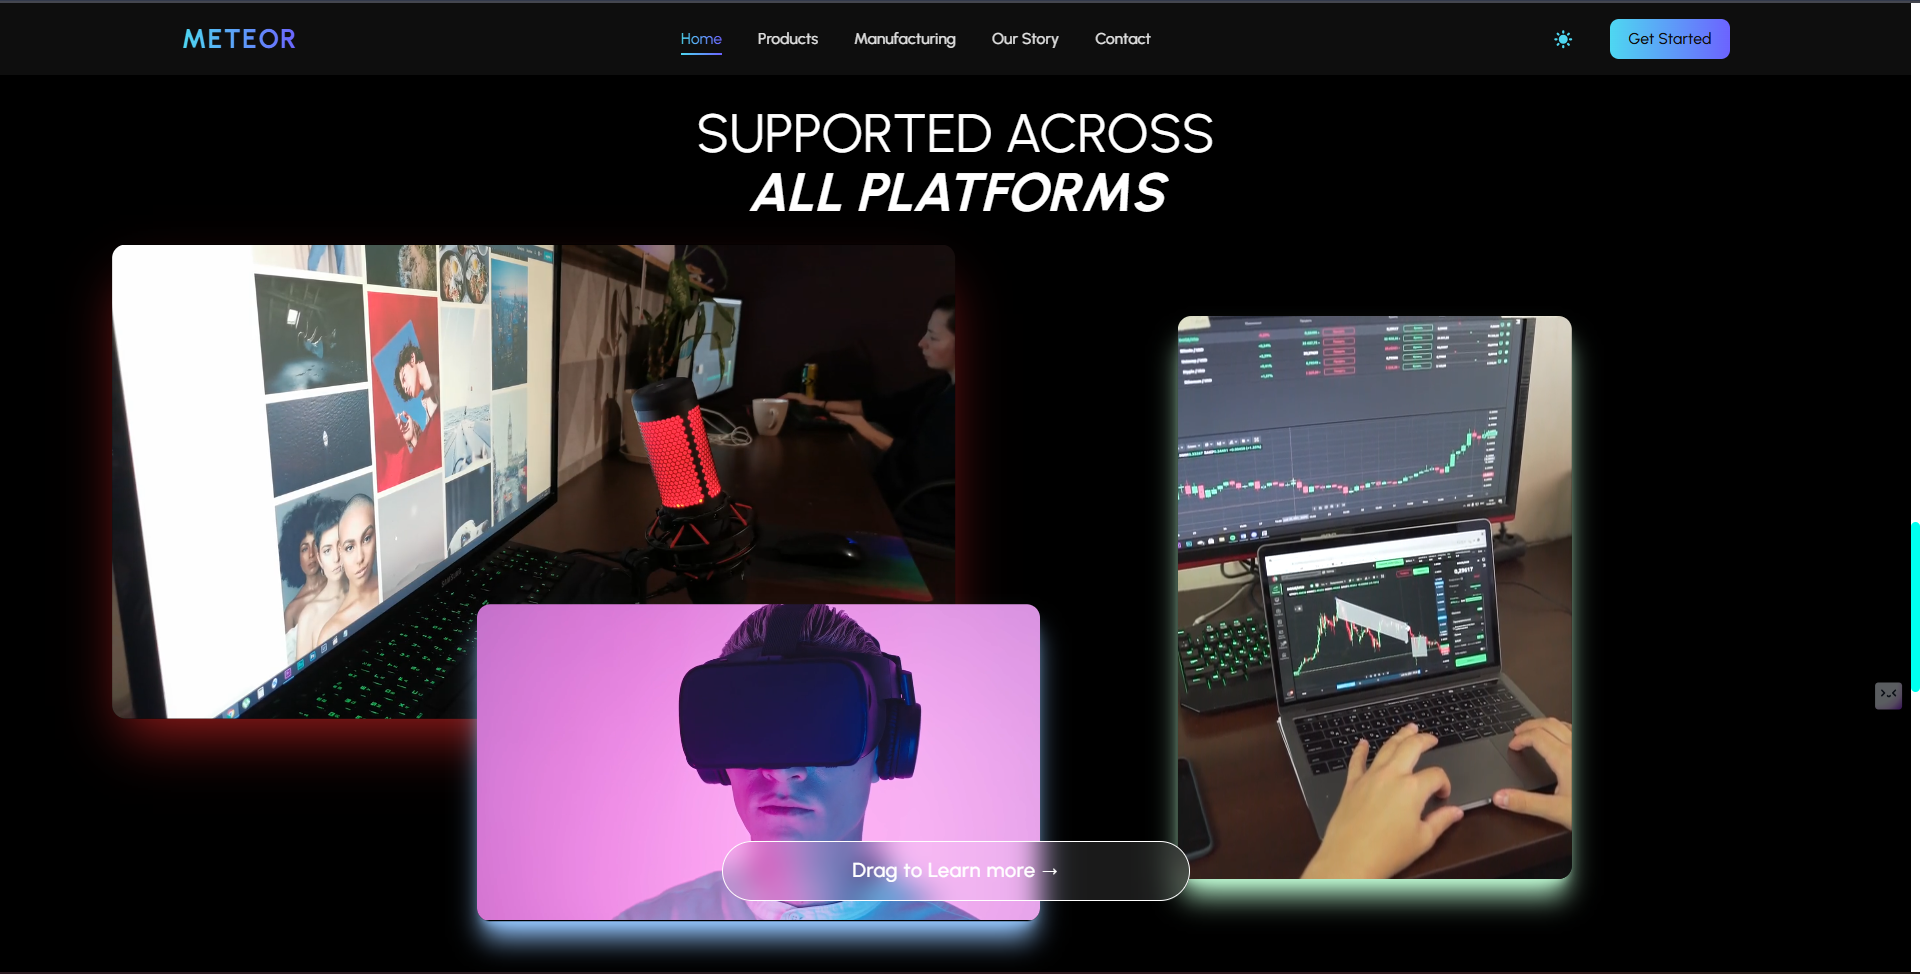 METEOR
Home Products Manufacturing Our Story Contact
Get Started
SUPPORTED ACROSS
ALL PLATFORMS
Drag to Learn more →